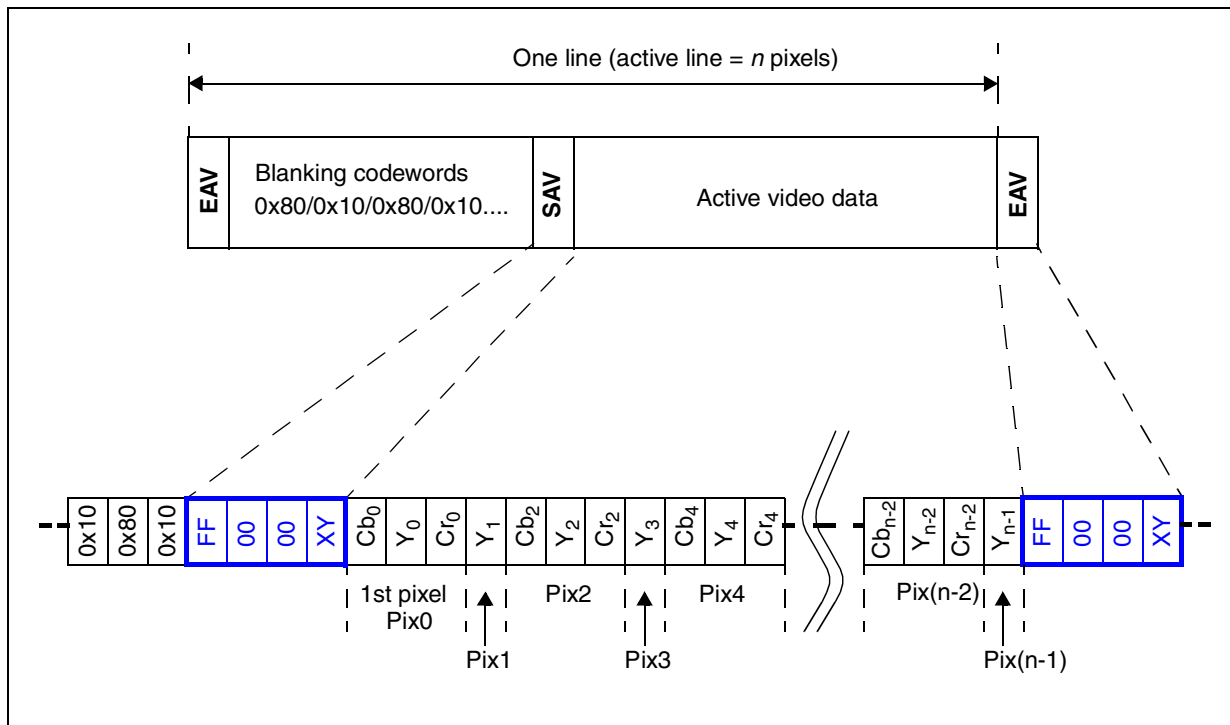 One line (active line = n pixels)
EAV
Blanking codewords
0x80/0x10/0x80/0x10....
SAV
Active video data
EAV
0x10 0x80 0x10 FF 00 00 XY Cb0 Y0 Cr0 Y1 Cb2 Y2 Cr2 Y3 Cb4 Y4 Cr4 Cbn-2 Yn-2 Crn-2 Yn-1 FF 00 00 XY
1st pixel
Pix0
Pix2
Pix4
Pix(n-2)
Pix1
Pix3
Pix(n-1)